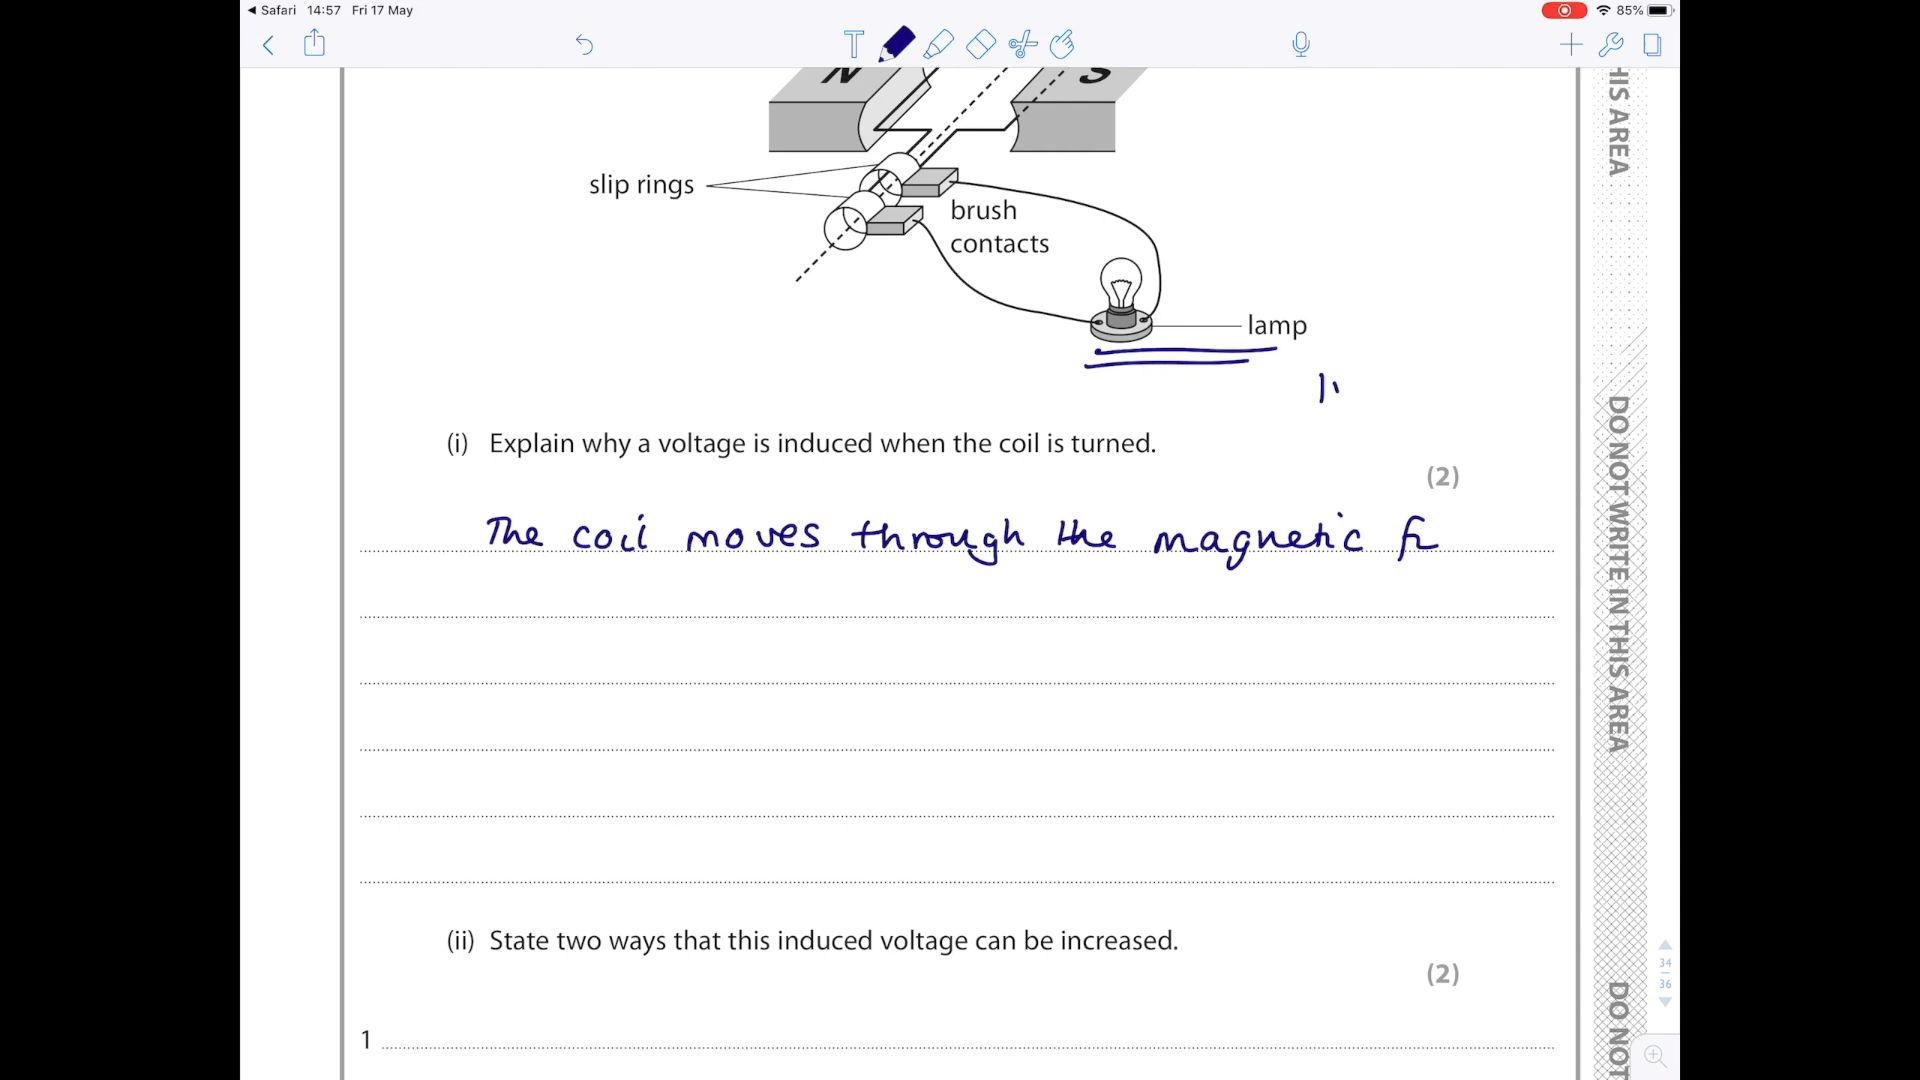 Safari 14:57 Fri 17 May
85%
N
S
slip rings
brush
contacts
lamp
(i) Explain why a voltage is induced when the coil is turned.
(2)
The coil moves through the magnetic fi
(ii) State two ways that this induced voltage can be increased.
(2)
1
HIS AREA
DO NOT WRITE IN THIS AREA
DO NOT
34
36